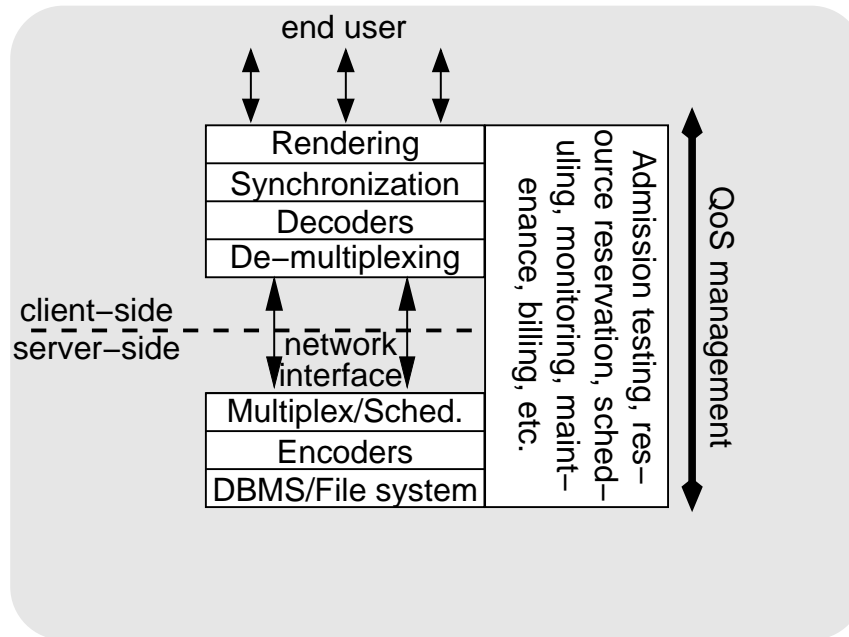 end user
Rendering
Synchronization
Decoders
De−multiplexing
client−side
server−side
network
interface
Multiplex/Sched.
Encoders
DBMS/File system
Admission testing, res−
ource reservation, sched−
uling, monitoring, maint−
enance, billing, etc.
QoS management